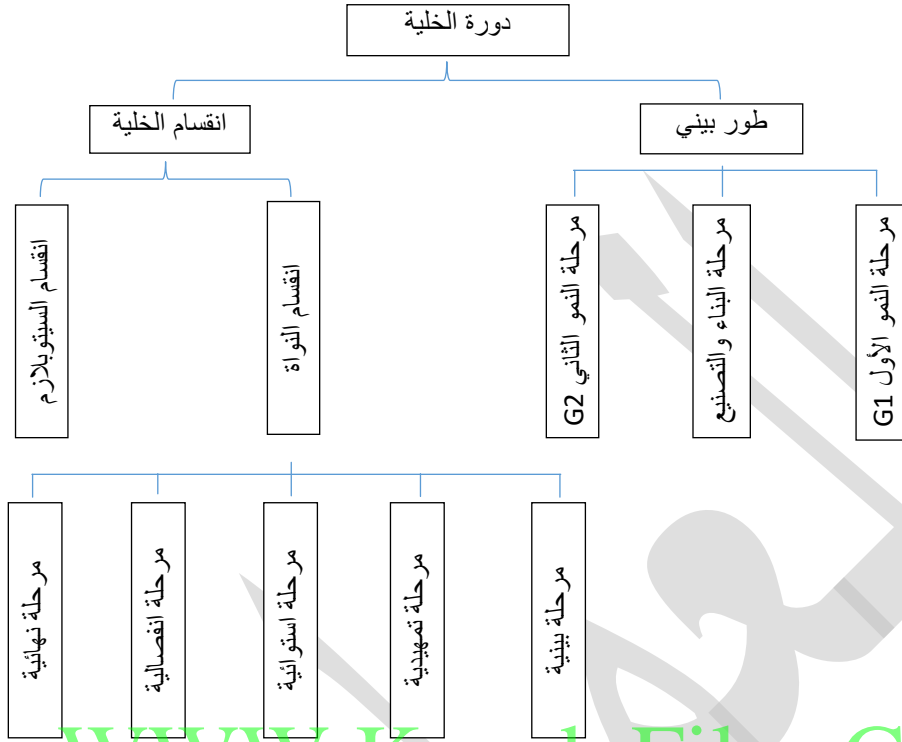 دورة الخلية
طور بيني
انقسام الخلية
مرحلة النمو الأول G1
مرحلة البناء والتصنيع
مرحلة النمو الثاني G2
انقسام النواة
انقسام السيتوبلازم
مرحلة بينية
مرحلة تمهيدية
مرحلة استوائية
مرحلة انفصالية
مرحلة نهائية